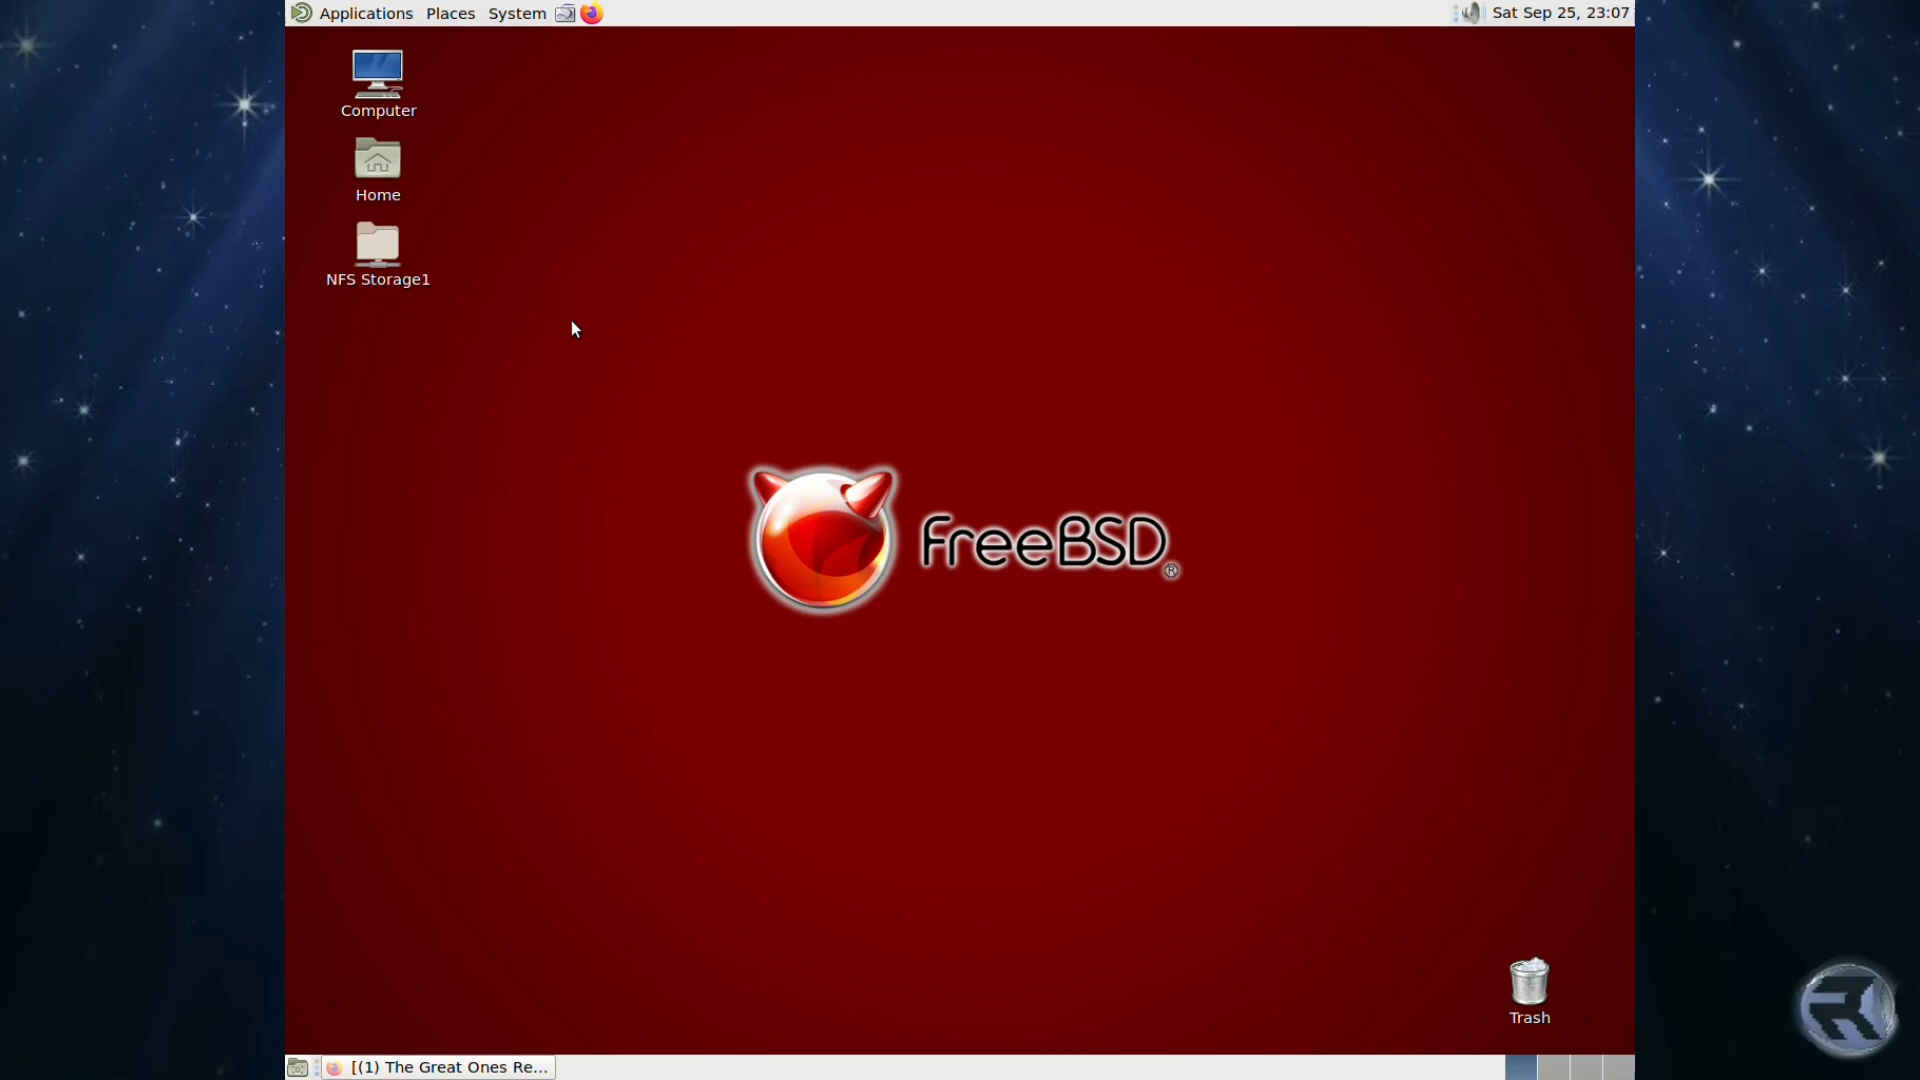 Applications Places System
Sat Sep 25, 23:07
Computer
Home
NFS Storage1
FreeBSD®
Trash
[(1) The Great Ones Re...